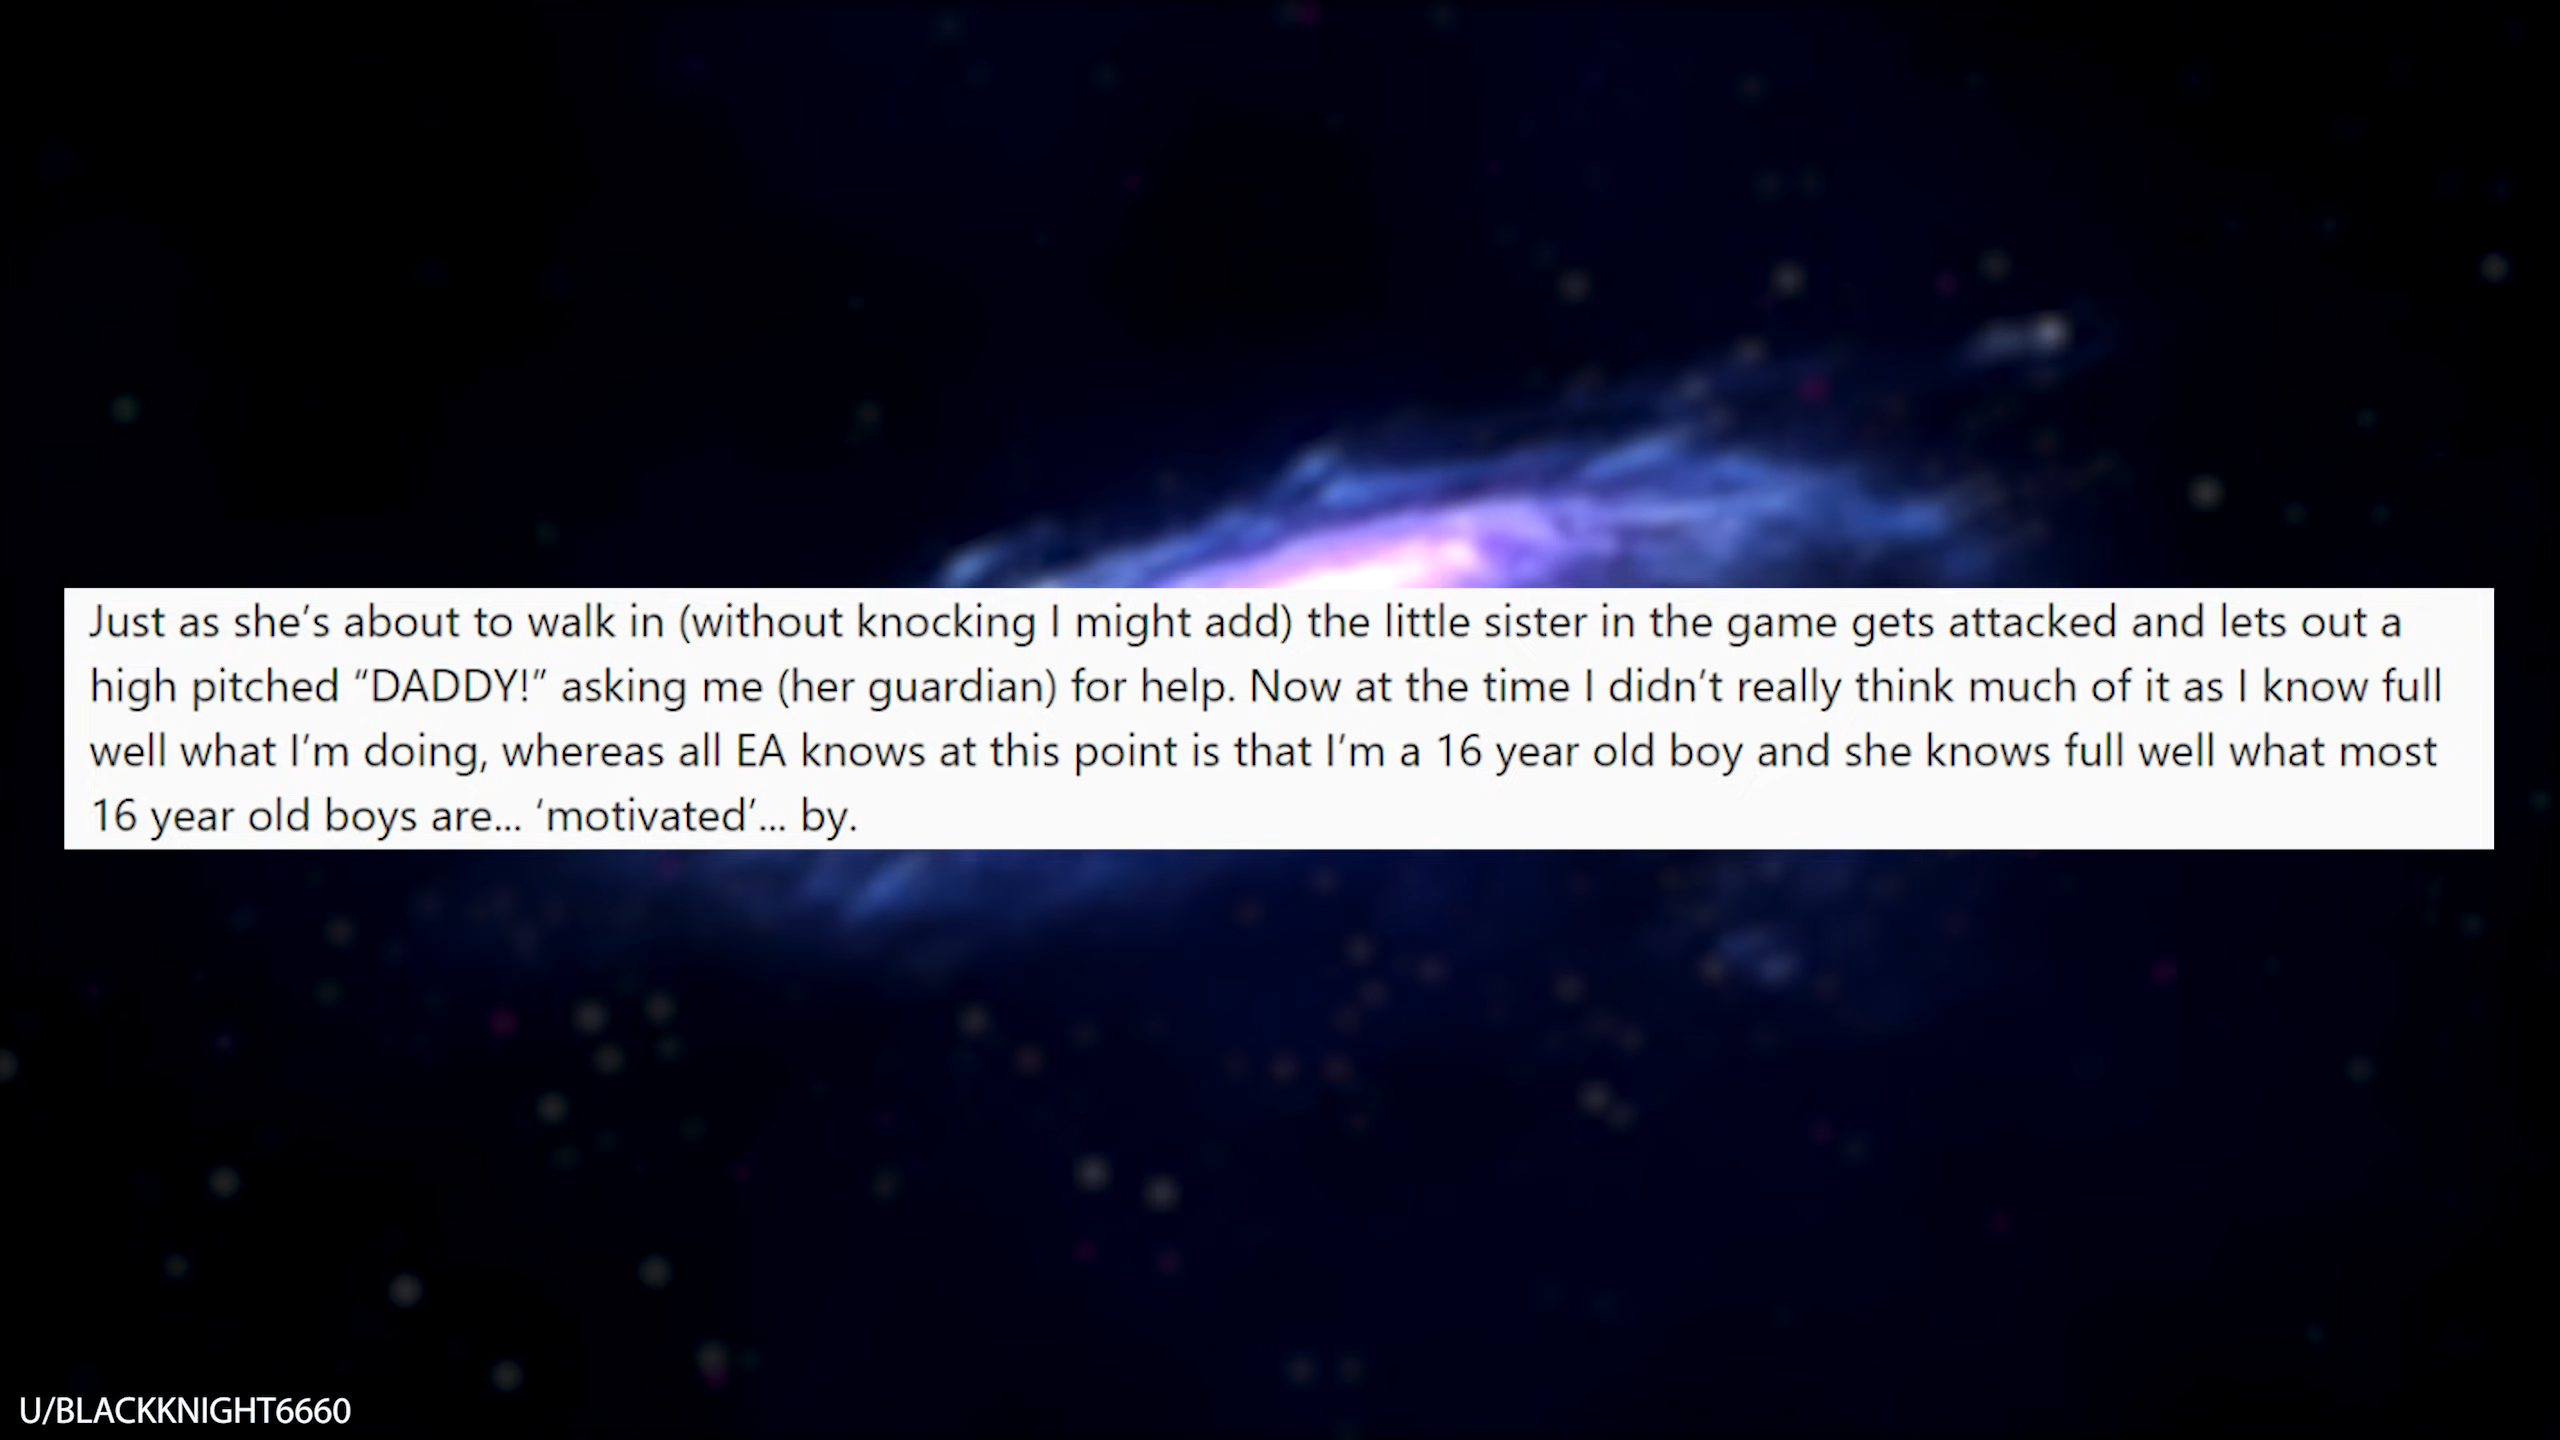 Just as she’s about to walk in (without knocking I might add) the little sister in the game gets attacked and lets out a
high pitched “DADDY!” asking me (her guardian) for help. Now at the time I didn’t really think much of it as I know full
well what I’m doing, whereas all EA knows at this point is that I’m a 16 year old boy and she knows full well what most
16 year old boys are... ‘motivated’... by.
U/BLACKKNIGHT6660